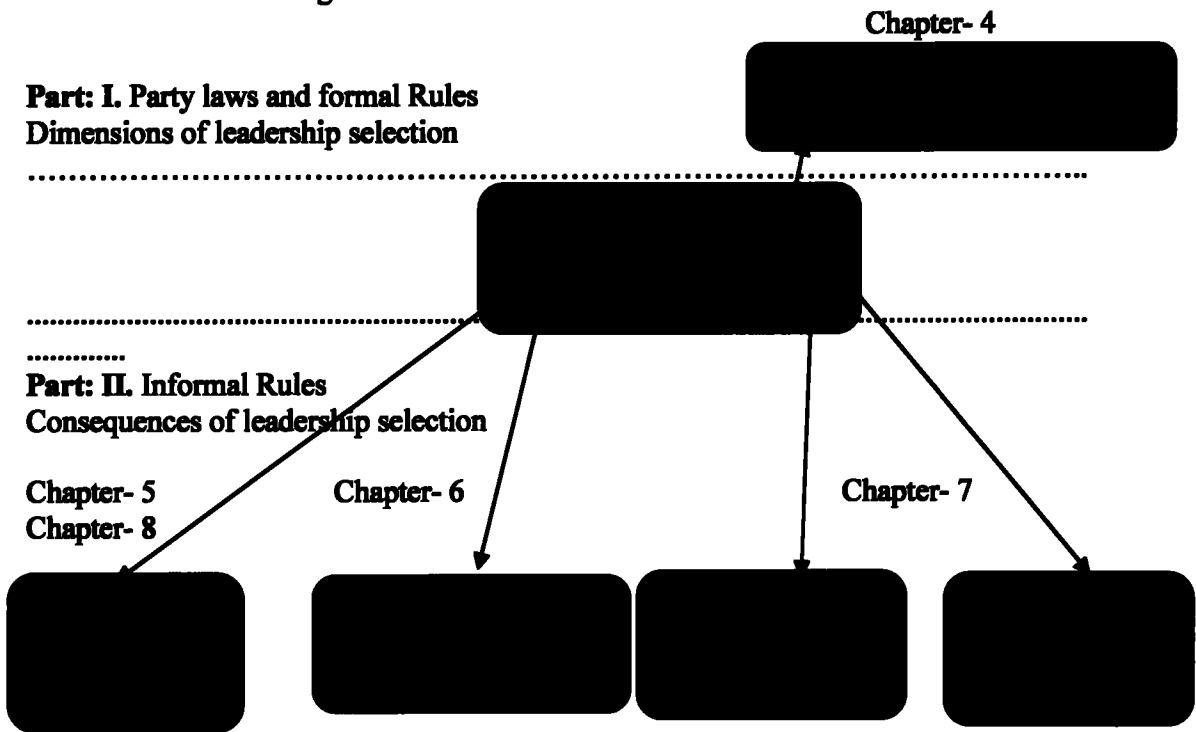 Chapter- 4
Part: I. Party laws and formal Rules
Dimensions of leadership selection
Part: II. Informal Rules
Consequences of leadership selection
Chapter- 5
Chapter- 6
Chapter- 7
Chapter- 8